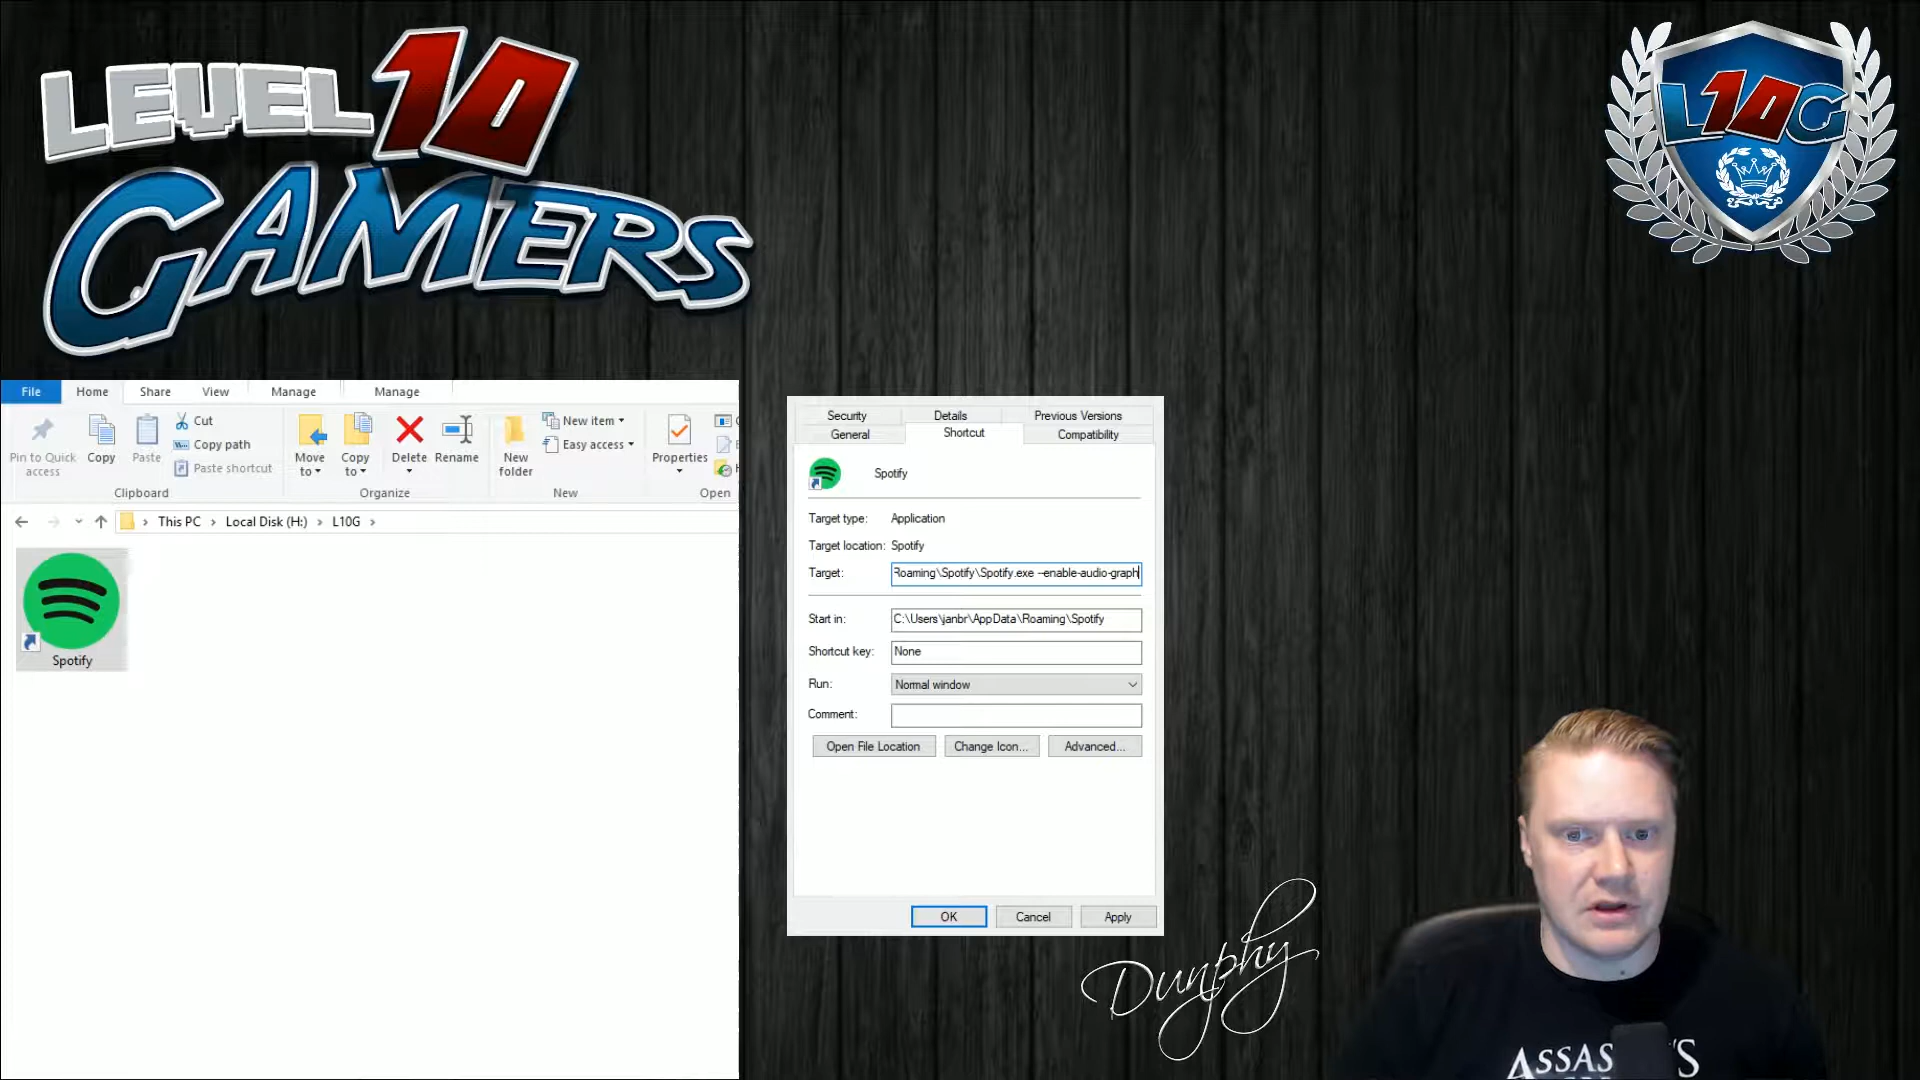 LEVEL 10
GAMERS
L10G
File Home Share View Manage Manage
Pin to Quick access
Copy
Paste
Cut
Copy path
Paste shortcut
Move to
Copy to
Delete
Rename
New folder
New item
Easy access
Properties
Clipboard Organize New Open
This PC > Local Disk (H:) > L10G >
Spotify
Security Details Previous Versions
General Shortcut Compatibility
Spotify
Target type: Application
Target location: Spotify
Target: Roaming\Spotify\Spotify.exe --enable-audio-graph
Start in: C:\Users\janbr\AppData\Roaming\Spotify
Shortcut key: None
Run: Normal window
Comment:
Open File Location Change Icon... Advanced...
OK Cancel Apply
Dunphy